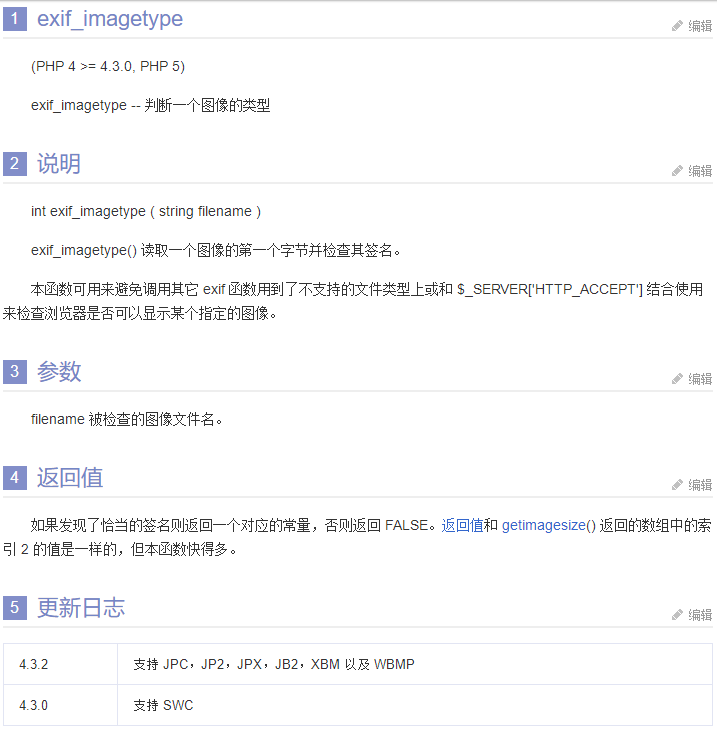 1 exif_imagetype 编辑
(PHP 4 >= 4.3.0, PHP 5)
exif_imagetype -- 判断一个图像的类型
2 说明 编辑
int exif_imagetype ( string filename )
exif_imagetype() 读取一个图像的第一个字节并检查其签名。
本函数可用来避免调用其它 exif 函数用到了不支持的文件类型上或和 $_SERVER['HTTP_ACCEPT'] 结合使用
来检查浏览器是否可以显示某个指定的图像。
3 参数 编辑
filename 被检查的图像文件名。
4 返回值 编辑
如果发现了恰当的签名则返回一个对应的常量，否则返回 FALSE。返回值和 getimagesize() 返回的数组中的索
引 2 的值是一样的，但本函数快得多。
5 更新日志 编辑
4.3.2 支持 JPC，JP2，JPX，JB2，XBM 以及 WBMP
4.3.0 支持 SWC